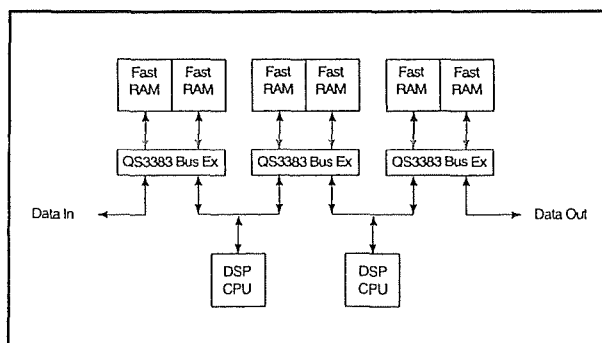 Fast RAM Fast RAM Fast RAM Fast RAM Fast RAM Fast RAM
QS3383 Bus Ex QS3383 Bus Ex QS3383 Bus Ex
Data In Data Out
DSP CPU DSP CPU